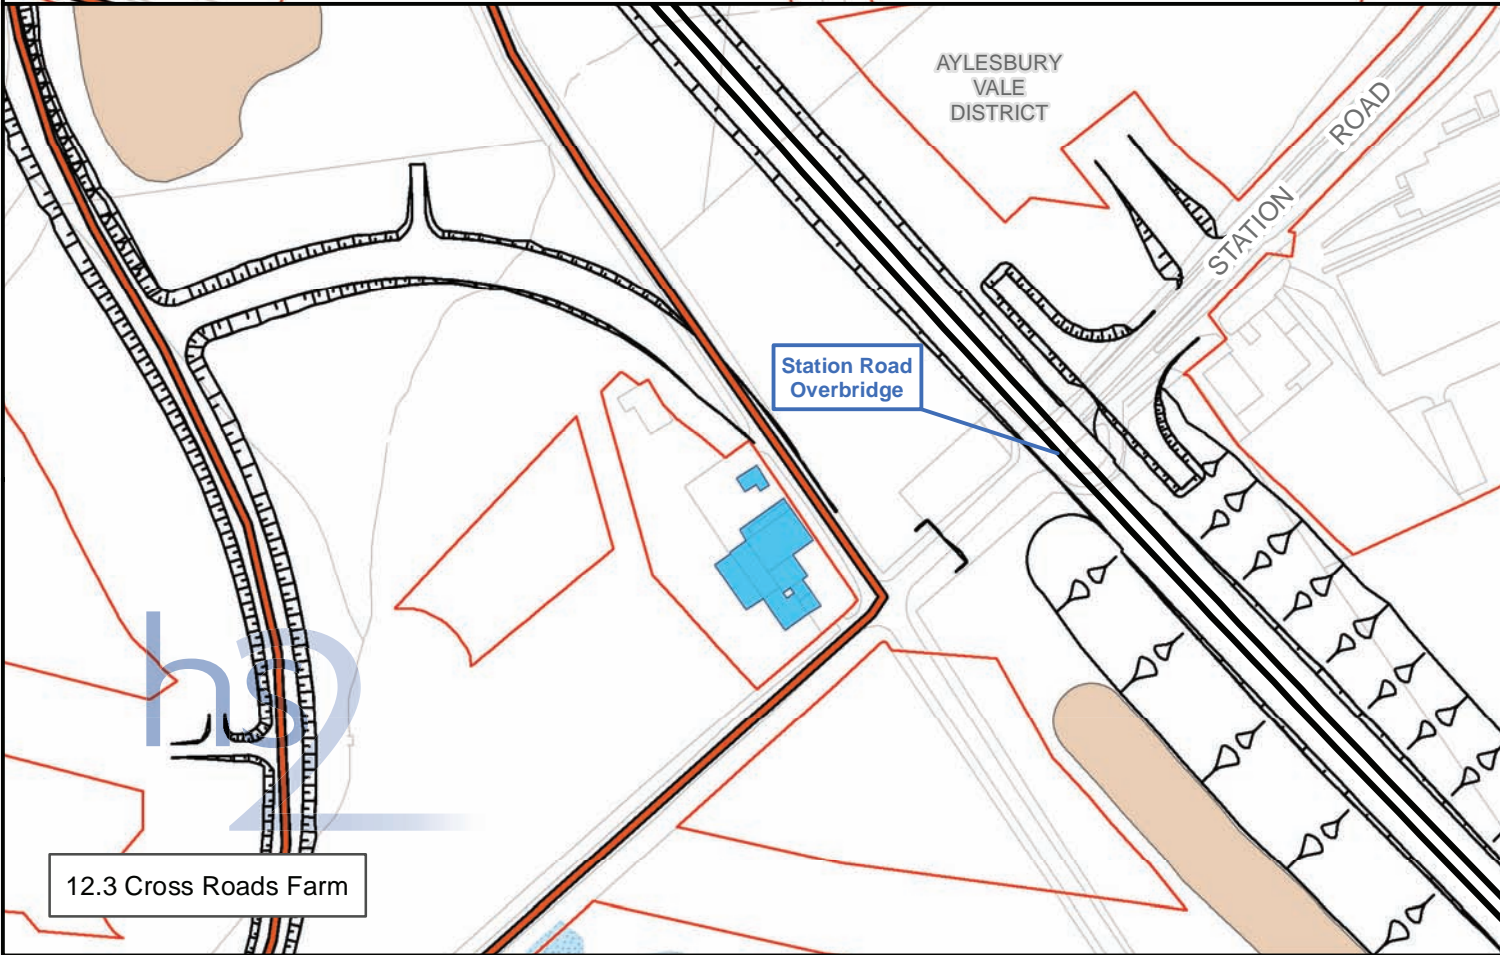 AYLESBURY
VALE
DISTRICT
STATION ROAD
Station Road
Overbridge
hs2
12.3 Cross Roads Farm